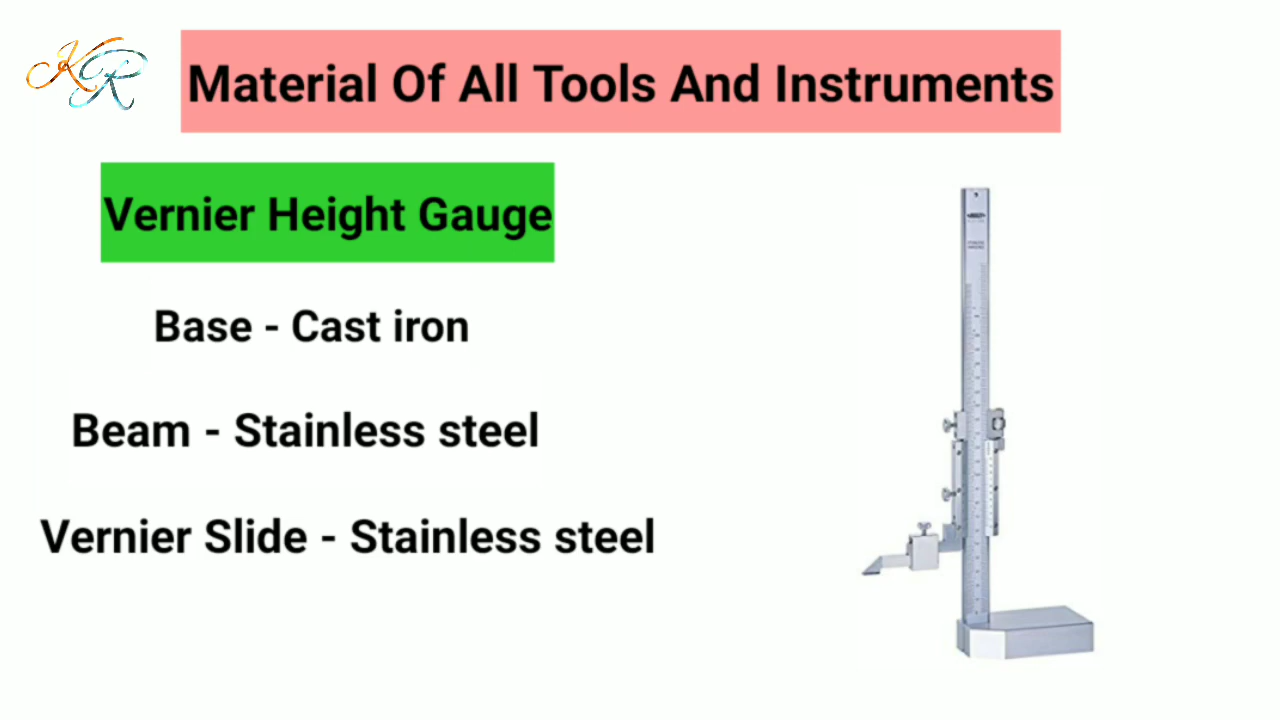 KR
Material Of All Tools And Instruments
Vernier Height Gauge
Base - Cast iron
Beam - Stainless steel
Vernier Slide - Stainless steel